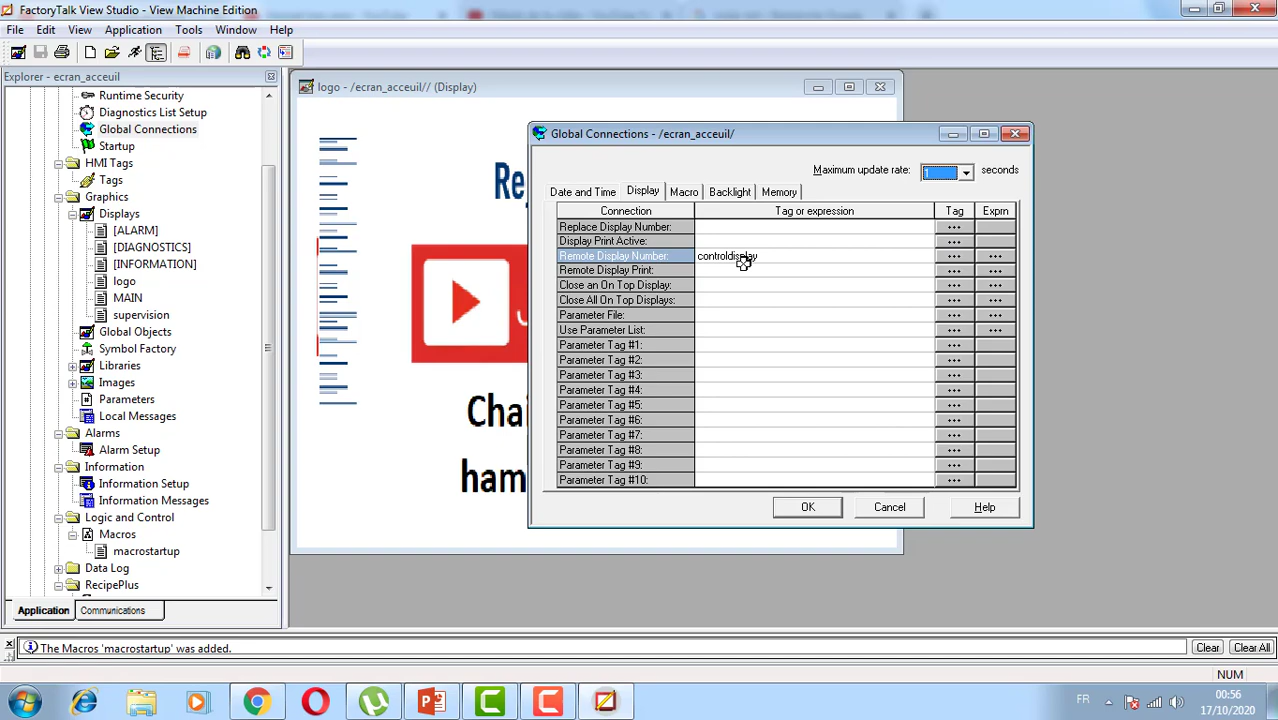 FactoryTalk View Studio - View Machine Edition
File Edit View Application Tools Window Help
Explorer - ecran_acceuil
Runtime Security
Diagnostics List Setup
Global Connections
Startup
HMI Tags
Tags
Graphics
Displays
[ALARM]
[DIAGNOSTICS]
[INFORMATION]
logo
MAIN
supervision
Global Objects
Symbol Factory
Libraries
Images
Parameters
Local Messages
Alarms
Alarm Setup
Information
Information Setup
Information Messages
Logic and Control
Macros
macrostartup
Data Log
RecipePlus
Application Communications
logo - /ecran_acceuil// (Display)
Chai
ham
Global Connections - /ecran_acceuil/
Maximum update rate: 1 seconds
Date and Time Display Macro Backlight Memory
Connection Tag or expression Tag Exprn
Replace Display Number: ...
Display Print Active: ...
Remote Display Number: controldisplay ... ...
Remote Display Print: ... ...
Close an On Top Display: ... ...
Close All On Top Displays: ... ...
Parameter File: ... ...
Use Parameter List: ... ...
Parameter Tag #1: ...
Parameter Tag #2: ...
Parameter Tag #3: ...
Parameter Tag #4: ...
Parameter Tag #5: ...
Parameter Tag #6: ...
Parameter Tag #7: ...
Parameter Tag #8: ...
Parameter Tag #9: ...
Parameter Tag #10: ...
OK Cancel Help
The Macros 'macrostartup' was added.
Clear Clear All
NUM
FR
00:56
17/10/2020